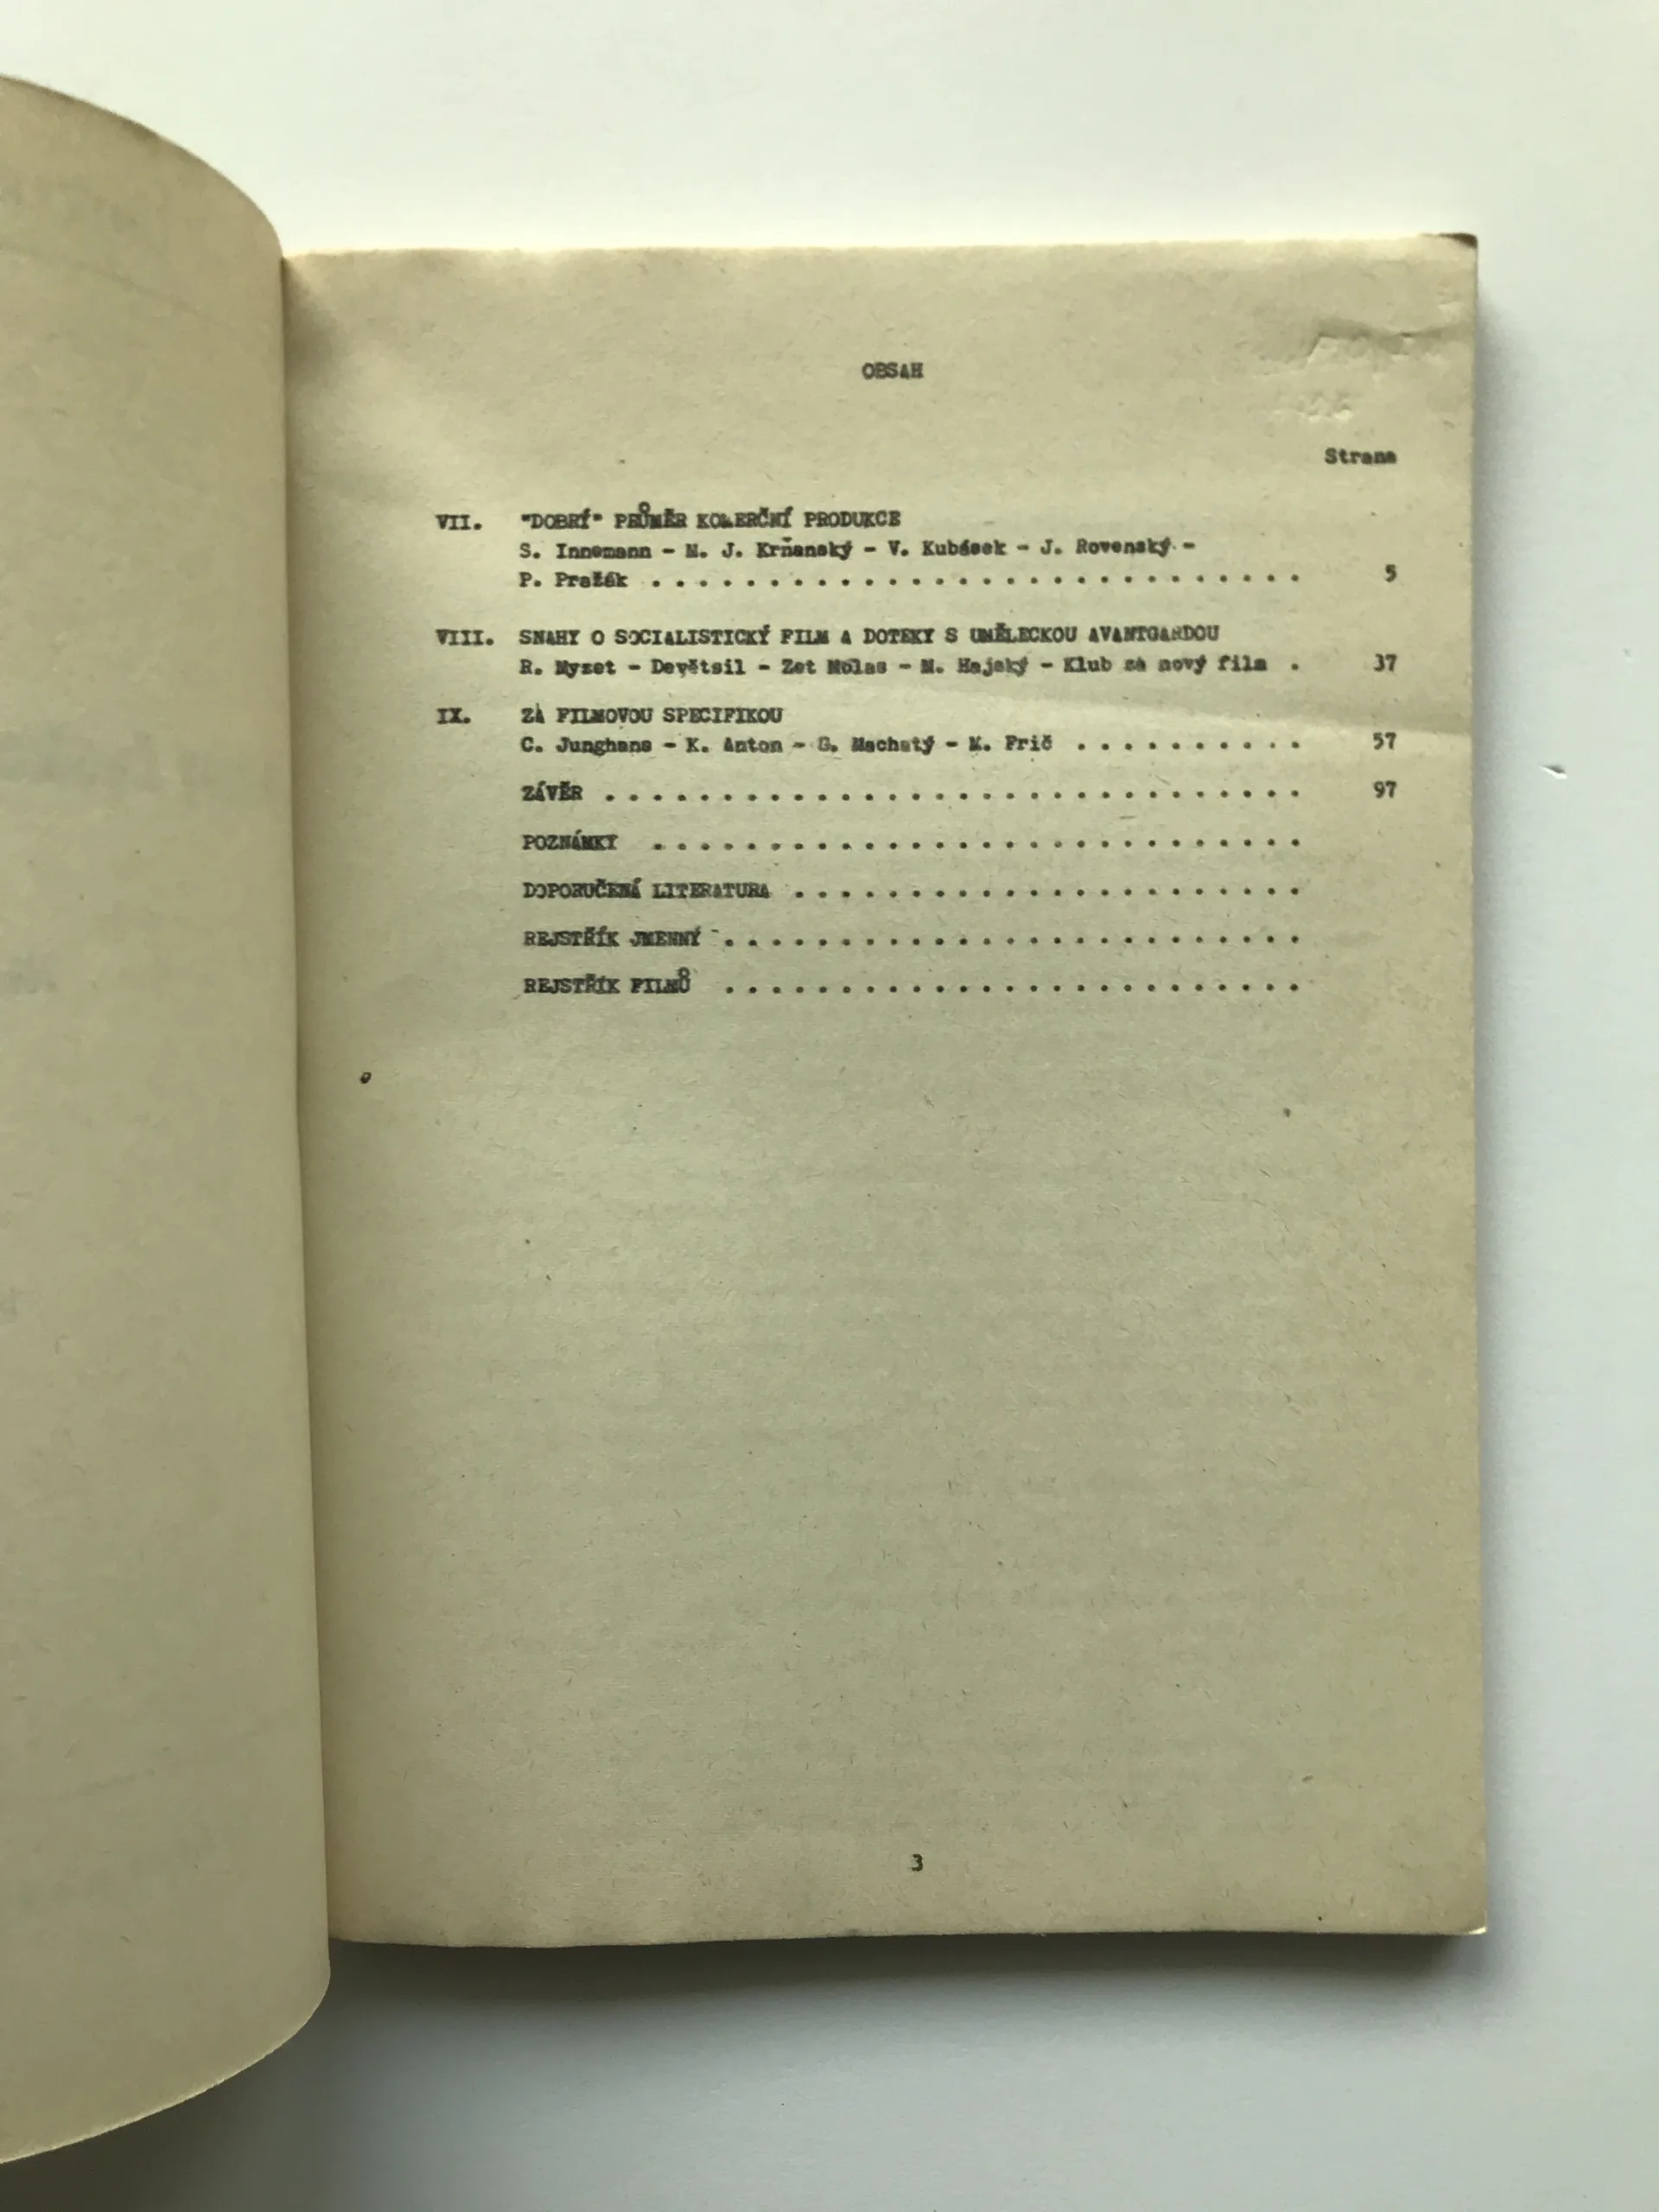 OBSAH
Strana
VII. "DOBRÝ" PRŮMĚR KOMERČNÍ PRODUKCE
S. Innemann - M. J. Krňanský - V. Kubásek - J. Rovenský -
P. Pražák . . . . . . . . . . . . . . . . . . . . . . . . . . . . 5
VIII. SNAHY O SOCIALISTICKÝ FILM A DOTEKY S UMĚLECKOU AVANTGARDOU
R. Myzet - Devětsil - Zet Molas - M. Hajský - Klub za nový film . 37
IX. ZA FILMOVOU SPECIFIKOU
C. Junghans - K. Anton - G. Machatý - M. Frič . . . . . . . . . . 57
ZÁVĚR . . . . . . . . . . . . . . . . . . . . . . . . . . . . . . 97
POZNÁMKY . . . . . . . . . . . . . . . . . . . . . . . . . . . .
DOPORUČENÁ LITERATURA . . . . . . . . . . . . . . . . . . . . . .
REJSTŘÍK JMENNÝ . . . . . . . . . . . . . . . . . . . . . . . . .
REJSTŘÍK FILMŮ . . . . . . . . . . . . . . . . . . . . . . . . .
3